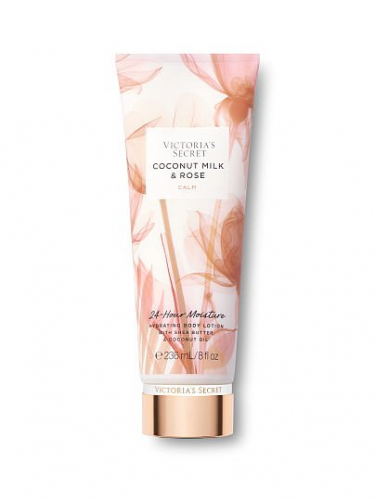 VICTORIA'S
SECRET
COCONUT MILK
& ROSE
CALM
24-Hour Moisture
HYDRATING BODY LOTION
WITH SHEA BUTTER
& COCONUT OIL
℮ 236 mL/8 fl oz
VICTORIA'S SECRET